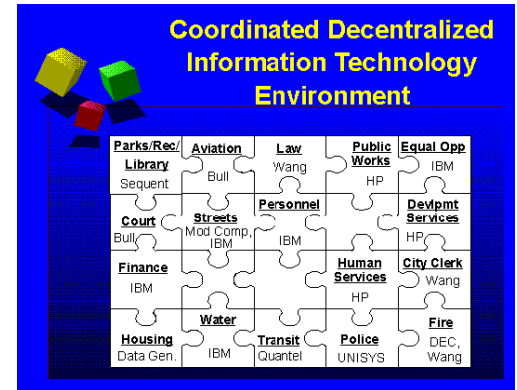 Coordinated Decentralized
Information Technology
Environment
Parks/Rec/
Library
Sequent
Aviation
Bull
Law
Wang
Public
Works
HP
Equal Opp
IBM
Court
Bull
Streets
Mod Comp,
IBM
Personnel
IBM
Devlpmt
Services
HP
Finance
IBM
Human
Services
HP
City Clerk
Wang
Housing
Data Gen.
Water
IBM
Transit
Quantel
Police
UNISYS
Fire
DEC,
Wang